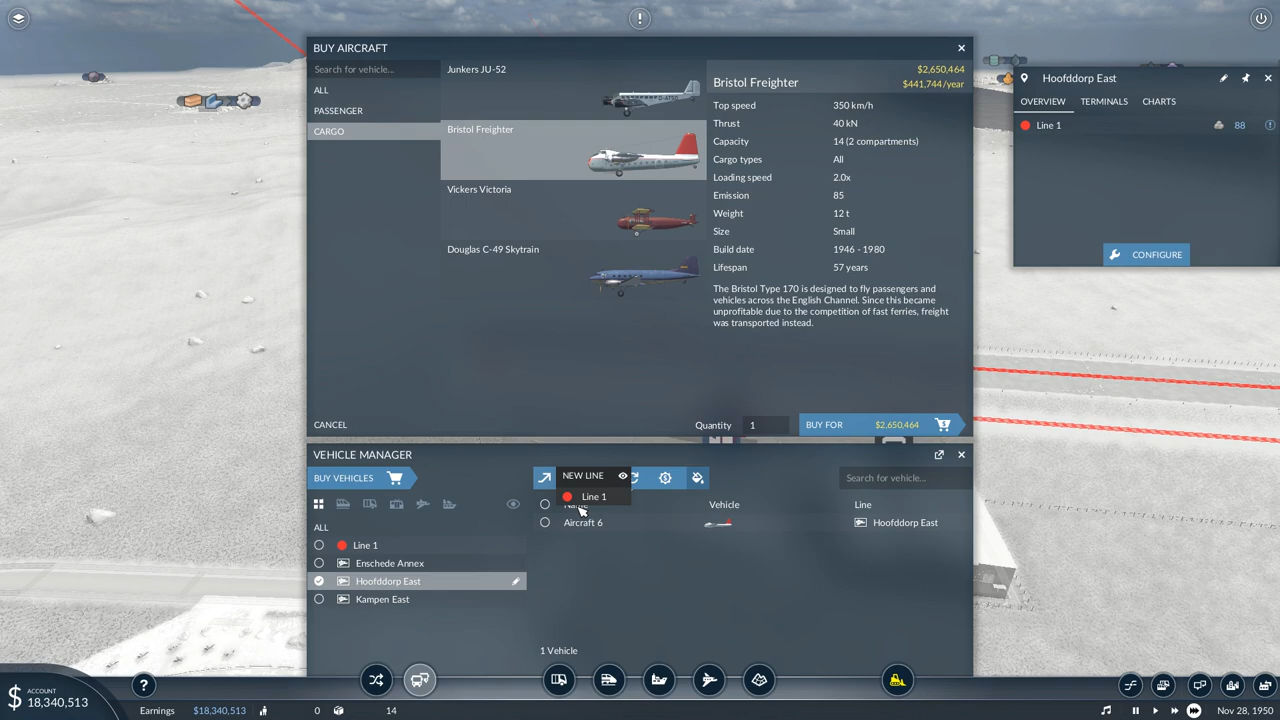 BUY AIRCRAFT
Search for vehicle...
ALL
PASSENGER
CARGO
Junkers JU-52
Bristol Freighter
Vickers Victoria
Douglas C-49 Skytrain
$2,650,464
Bristol Freighter
$441,744/year
Top speed 350 km/h
Thrust 40 kN
Capacity 14 (2 compartments)
Cargo types All
Loading speed 2.0x
Emission 85
Weight 12 t
Size Small
Build date 1946 - 1980
Lifespan 57 years
The Bristol Type 170 is designed to fly passengers and
vehicles across the English Channel. Since this became
unprofitable due to the competition of fast ferries, freight
was transported instead.
CANCEL
Quantity 1
BUY FOR $2,650,464
Hoofddorp East
OVERVIEW TERMINALS CHARTS
Line 1 88
CONFIGURE
VEHICLE MANAGER
BUY VEHICLES
NEW LINE
Line 1
Search for vehicle...
Vehicle Line
Aircraft 6 Hoofddorp East
ALL
Line 1
Enschede Annex
Hoofddorp East
Kampen East
1 Vehicle
$ ACCOUNT
18,340,513
?
Earnings $18,340,513 0 14
Nov 28, 1950